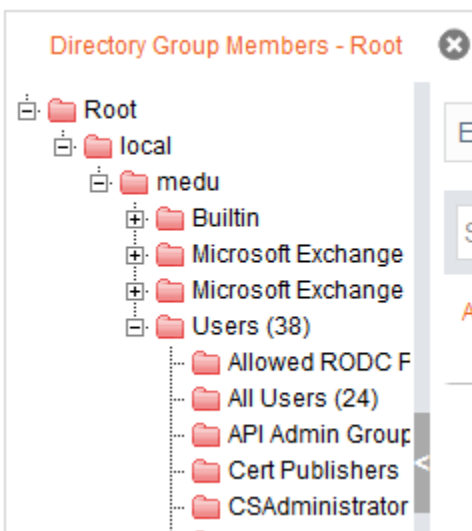 Directory Group Members - Root
Root
local
medu
Builtin
Microsoft Exchange
Microsoft Exchange
Users (38)
Allowed RODC
All Users (24)
API Admin Group
Cert Publishers
CSAdministrator